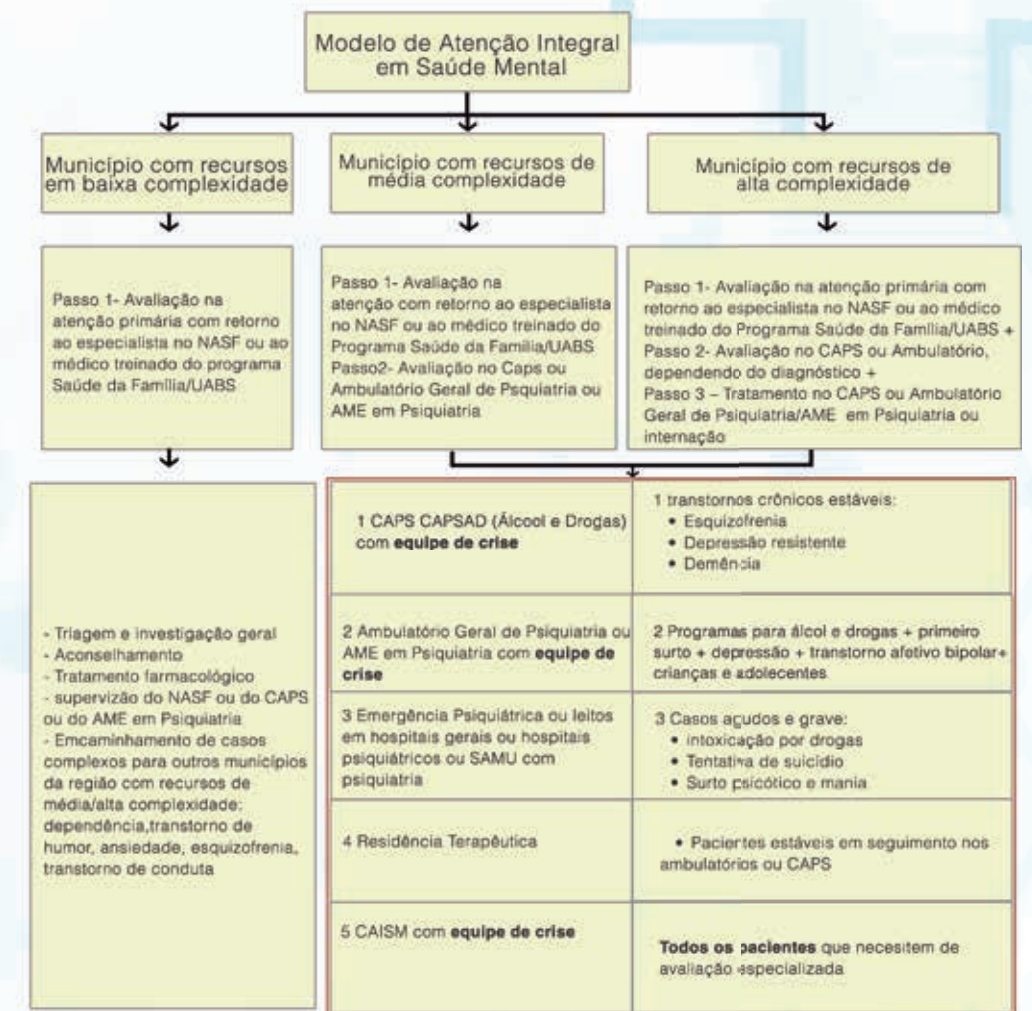 Modelo de Atenção Integral
em Saúde Mental
Município com recursos
em baixa complexidade
Município com recursos de
média complexidade
Município com recursos de
alta complexidade
Passo 1- Avaliação na
atenção primária com retorno
ao especialista no NASF ou ao
médico treinado do programa
Saúde da Família/UABS
Passo 1- Avaliação na
atenção com retorno ao especialista
no NASF ou ao médico treinado do
Programa Saúde da Família/UABS
Passo2- Avaliação no Caps ou
Ambulatório Geral de Psquiatria ou
AME em Psiquiatria
Passo 1- Avaliação na atenção primária com
retorno ao especialista no NASF ou ao médico
treinado do Programa Saúde da Família/UABS +
Passo 2- Avaliação no CAPS ou Ambulatório,
dependendo do diagnóstico +
Passo 3 – Tratamento no CAPS ou Ambulatório
Geral de Psiquiatria/AME em Psiquiatria ou
internação
- Triagem e investigação geral
- Aconselhamento
- Tratamento farmacológico
- supervizão do NASF ou do CAPS
ou do AME em Psiquiatria
- Emcaminhamento de casos
complexos para outros municípios
da região com recursos de
média/alta complexidade:
dependência,transtorno de
humor, ansiedade, esquizofrenia,
transtorno de conduta
1 CAPS CAPSAD (Álcool e Drogas)
com equipe de crise
1 transtornos crônicos estáveis:
• Esquizofrenia
• Depressão resistente
• Demência
2 Ambulatório Geral de Psiquiatria ou
AME em Psiquiatria com equipe de
crise
2 Programas para álcol e drogas + primeiro
surto + depressão + transtorno afetivo bipolar+
crianças e adolecentes
3 Emergência Psiquiátrica ou leitos
em hospitais gerais ou hospitais
psiquiátricos ou SAMU com
psiquiatria
3 Casos agudos e grave:
• intoxicação por drogas
• Tentativa de suicídio
• Surto psicótico e mania
4 Residência Terapêutica
• Pacientes estáveis em seguimento nos
ambulatórios ou CAPS
5 CAISM com equipe de crise
Todos os pacientes que necesitem de
avaliação especializada